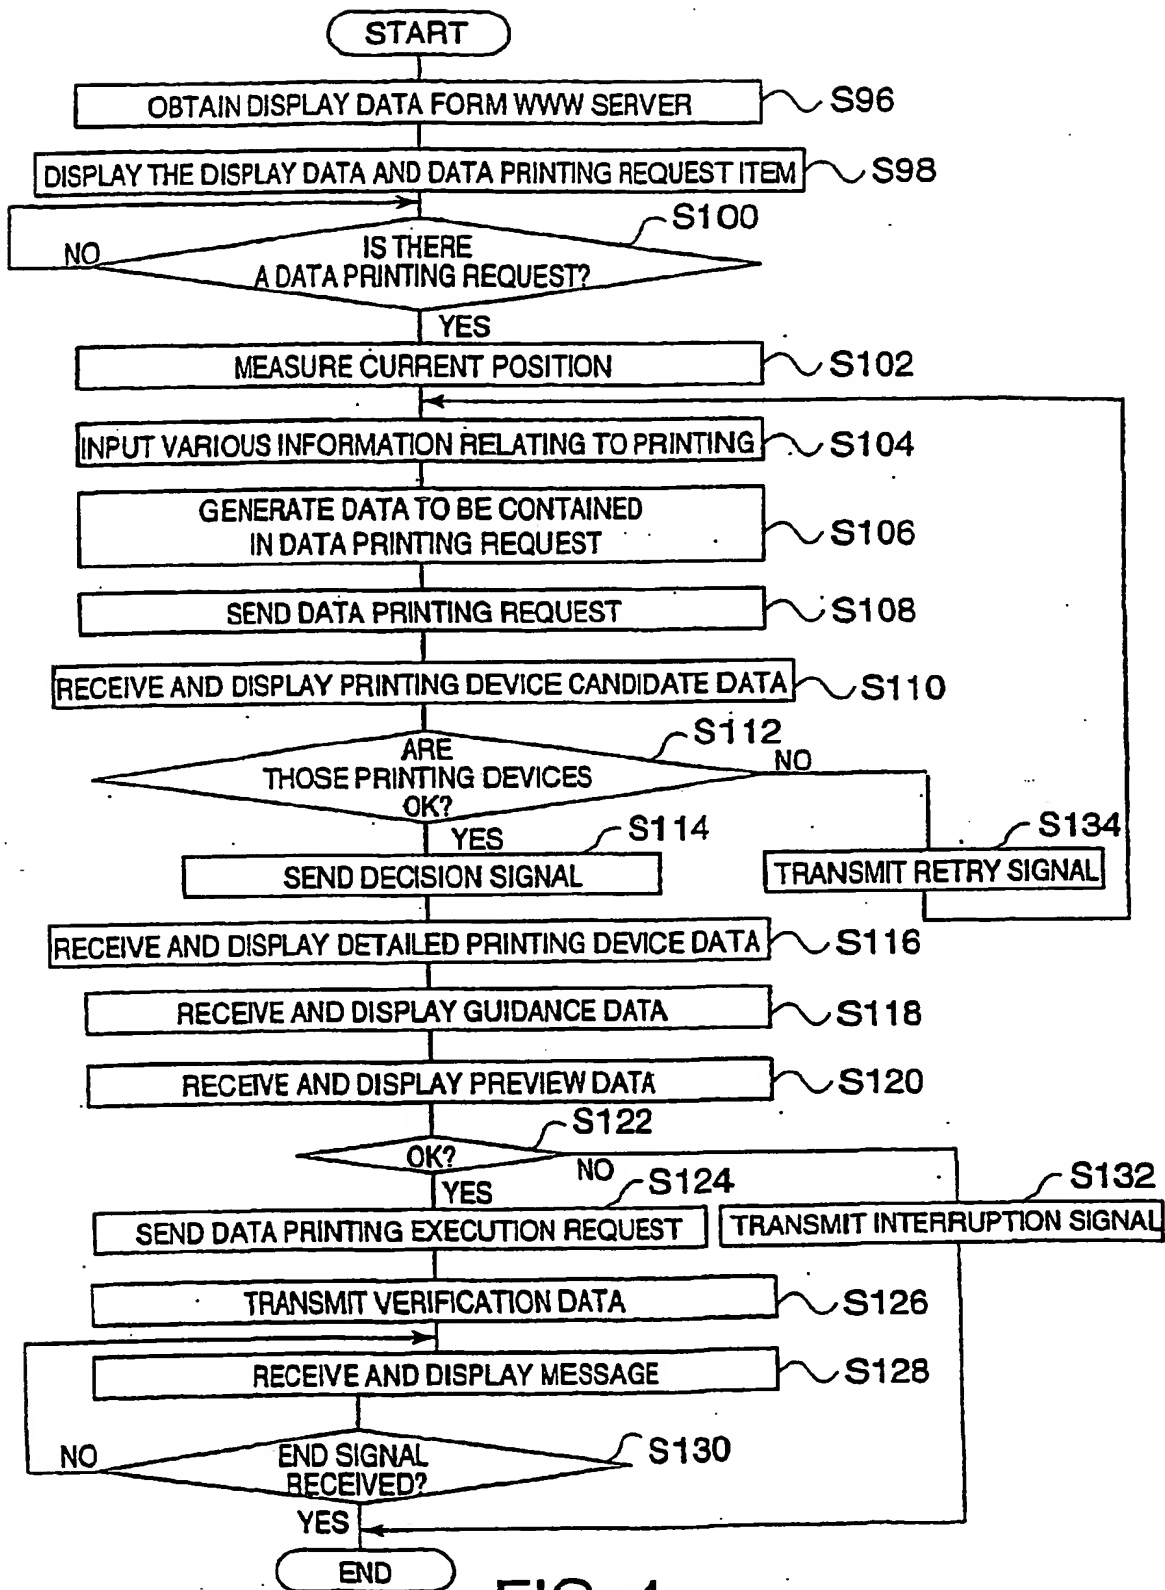 START
OBTAIN DISPLAY DATA FORM WWW SERVER
S96
DISPLAY THE DISPLAY DATA AND DATA PRINTING REQUEST ITEM
S98
S100
IS THERE
A DATA PRINTING REQUEST?
NO
YES
MEASURE CURRENT POSITION
S102
INPUT VARIOUS INFORMATION RELATING TO PRINTING
S104
GENERATE DATA TO BE CONTAINED
IN DATA PRINTING REQUEST
S106
SEND DATA PRINTING REQUEST
S108
RECEIVE AND DISPLAY PRINTING DEVICE CANDIDATE DATA
S110
S112
ARE
THOSE PRINTING DEVICES
OK?
NO
YES
S114
SEND DECISION SIGNAL
S134
TRANSMIT RETRY SIGNAL
RECEIVE AND DISPLAY DETAILED PRINTING DEVICE DATA
S116
RECEIVE AND DISPLAY GUIDANCE DATA
S118
RECEIVE AND DISPLAY PREVIEW DATA
S120
S122
OK?
NO
YES
S124
SEND DATA PRINTING EXECUTION REQUEST
S132
TRANSMIT INTERRUPTION SIGNAL
TRANSMIT VERIFICATION DATA
S126
RECEIVE AND DISPLAY MESSAGE
S128
S130
END SIGNAL
RECEIVED?
NO
YES
END